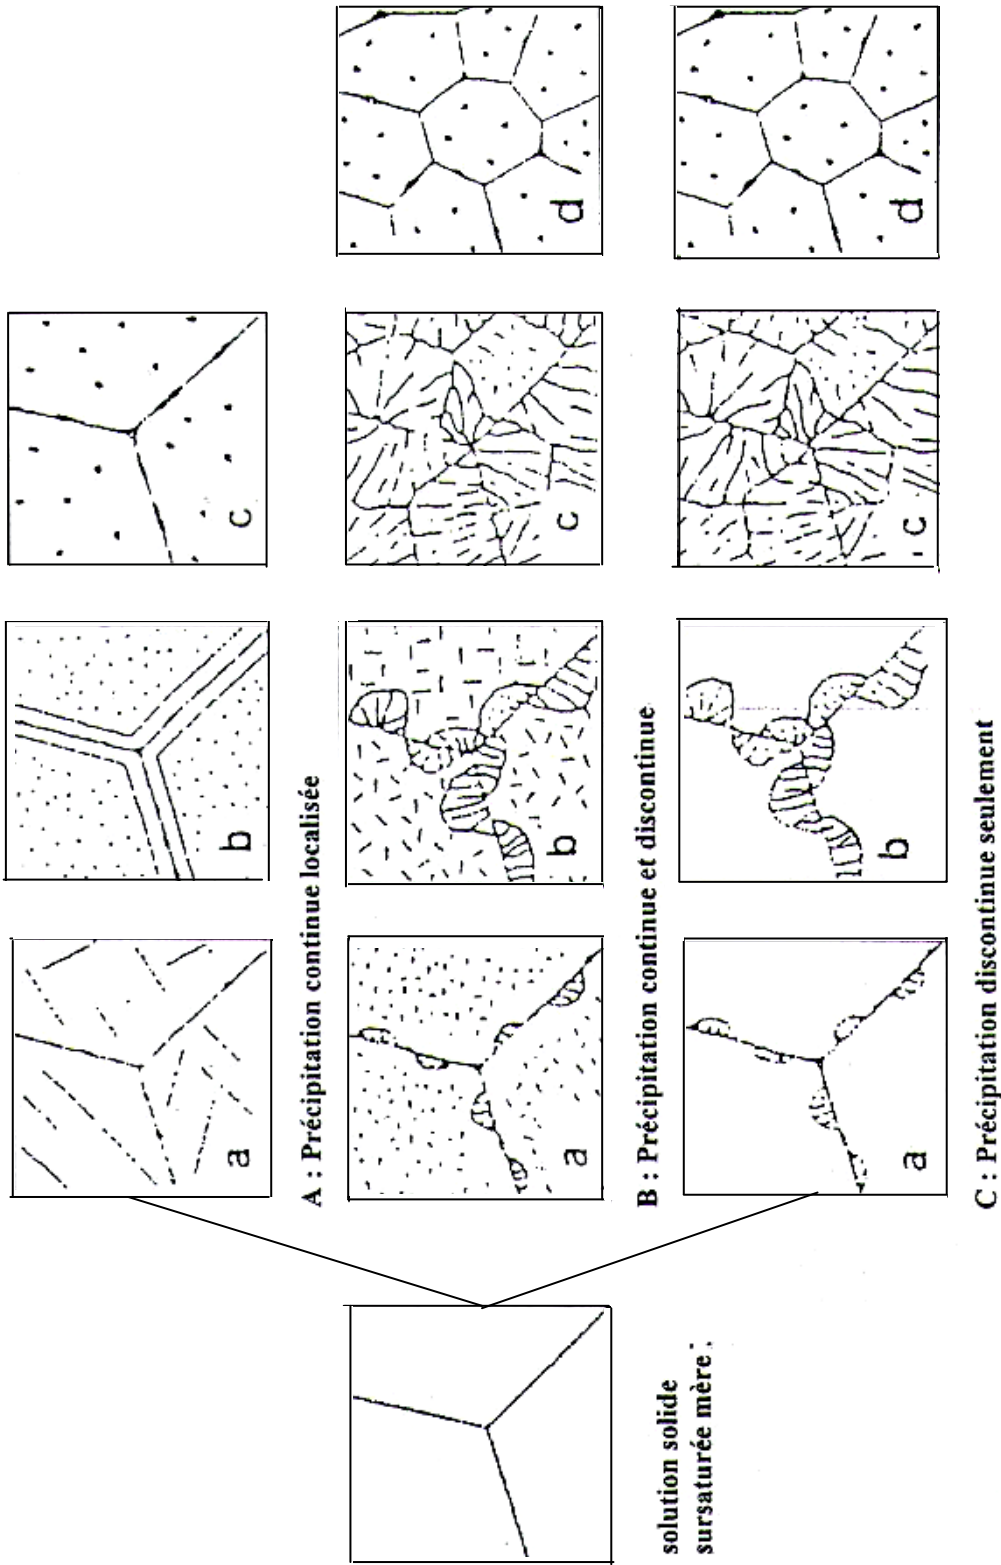 a
b
c
A : Précipitation continue localisée
a
b
c
d
B : Précipitation continue et discontinue
solution solide
sursaturée mère .
a
b
c
d
C : Précipitation discontinue seulement